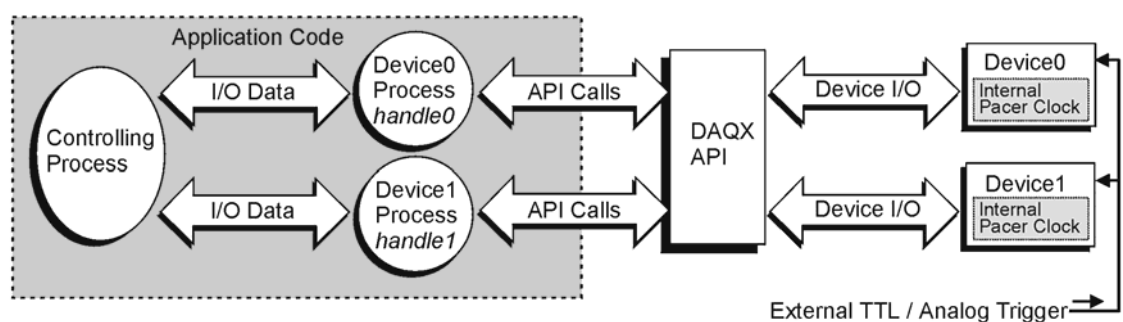 Application Code
Controlling
Process
I/O Data
Device0
Process
handle0
API Calls
I/O Data
Device1
Process
handle1
API Calls
DAQX
API
Device I/O
Device0
Internal
Pacer Clock
Device I/O
Device1
Internal
Pacer Clock
External TTL / Analog Trigger